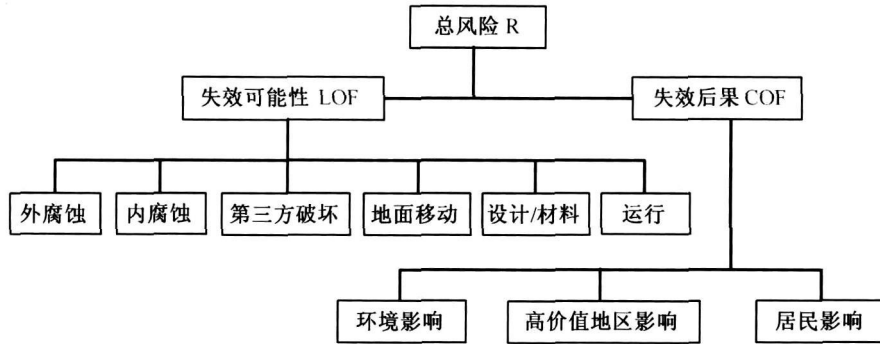 总风险 R
失效可能性 LOF
失效后果 COF
外腐蚀
内腐蚀
第三方破坏
地面移动
设计/材料
运行
环境影响
高价值地区影响
居民影响